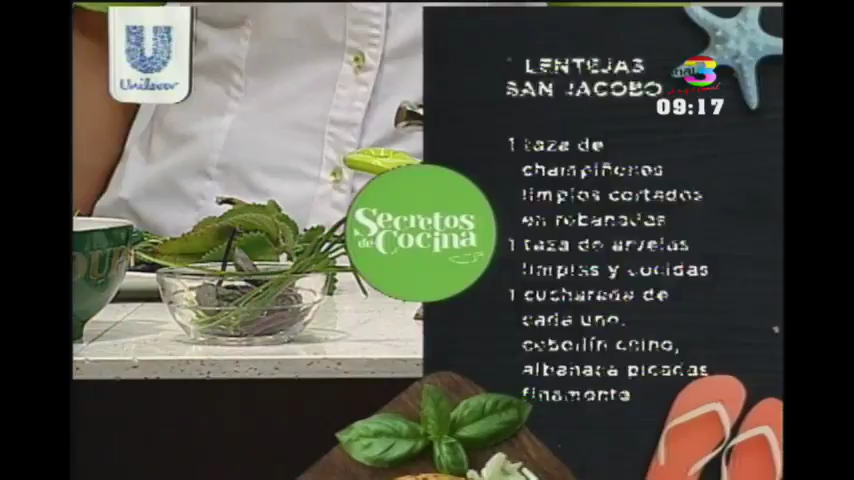 Unilever
LENTEJAS
SAN JACOBO
3
09:17
1 taza de
champiñones
limpios cortados
en rebanadas
Secretos
de Cocina
1 taza de arvejas
limpias y cocidas
1 cucharada de
cada uno,
cebollín chino,
albahaca picadas
finamente